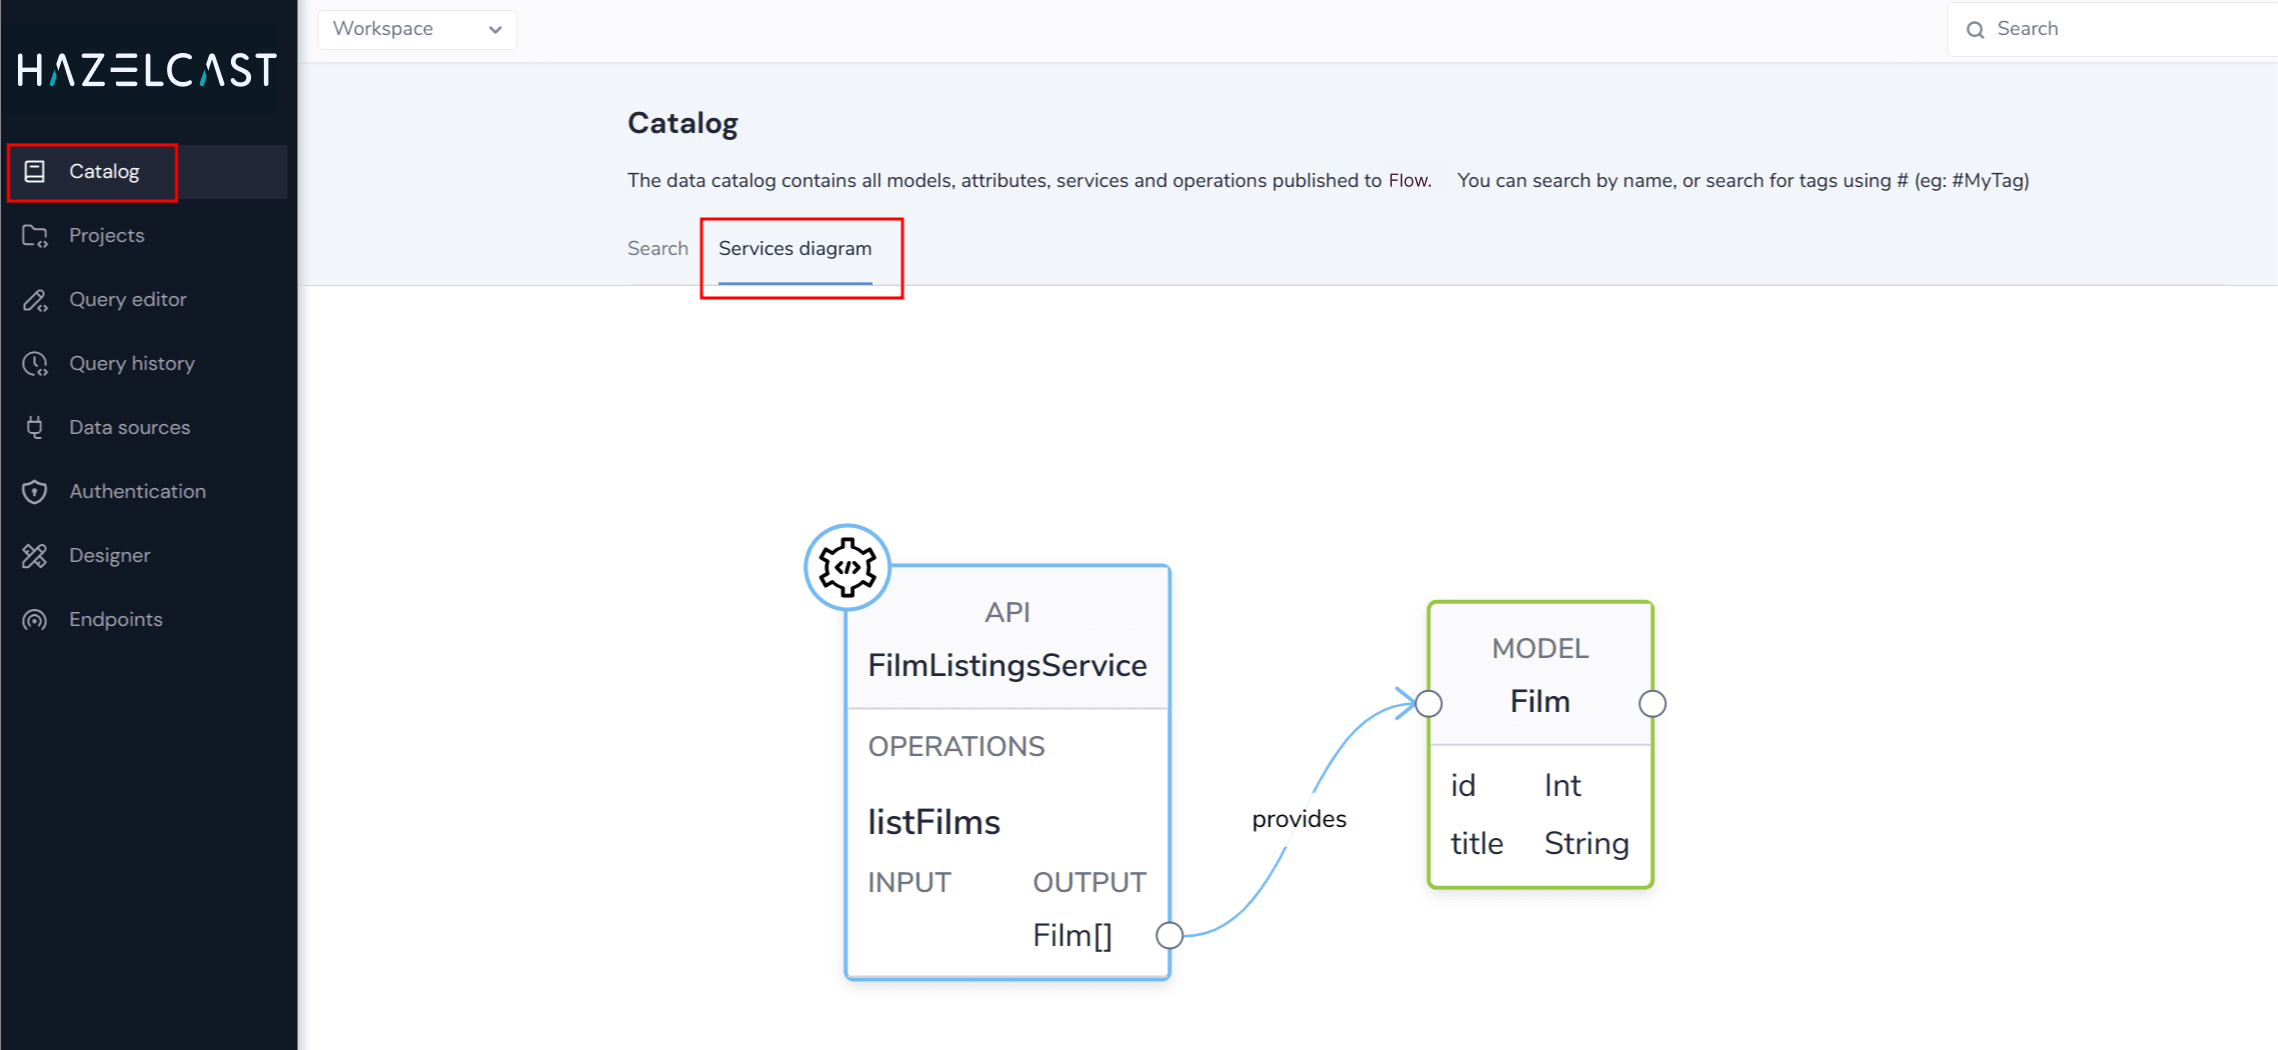 HAZELCAST
Catalog
Projects
Query editor
Query history
Data sources
Authentication
Designer
Endpoints
Workspace
Search
Catalog
The data catalog contains all models, attributes, services and operations published to Flow. You can search by name, or search for tags using # (eg: #MyTag)
Search Services diagram
API
FilmListingsService
OPERATIONS
listFilms
INPUT OUTPUT
Film[]
provides
MODEL
Film
id Int
title String